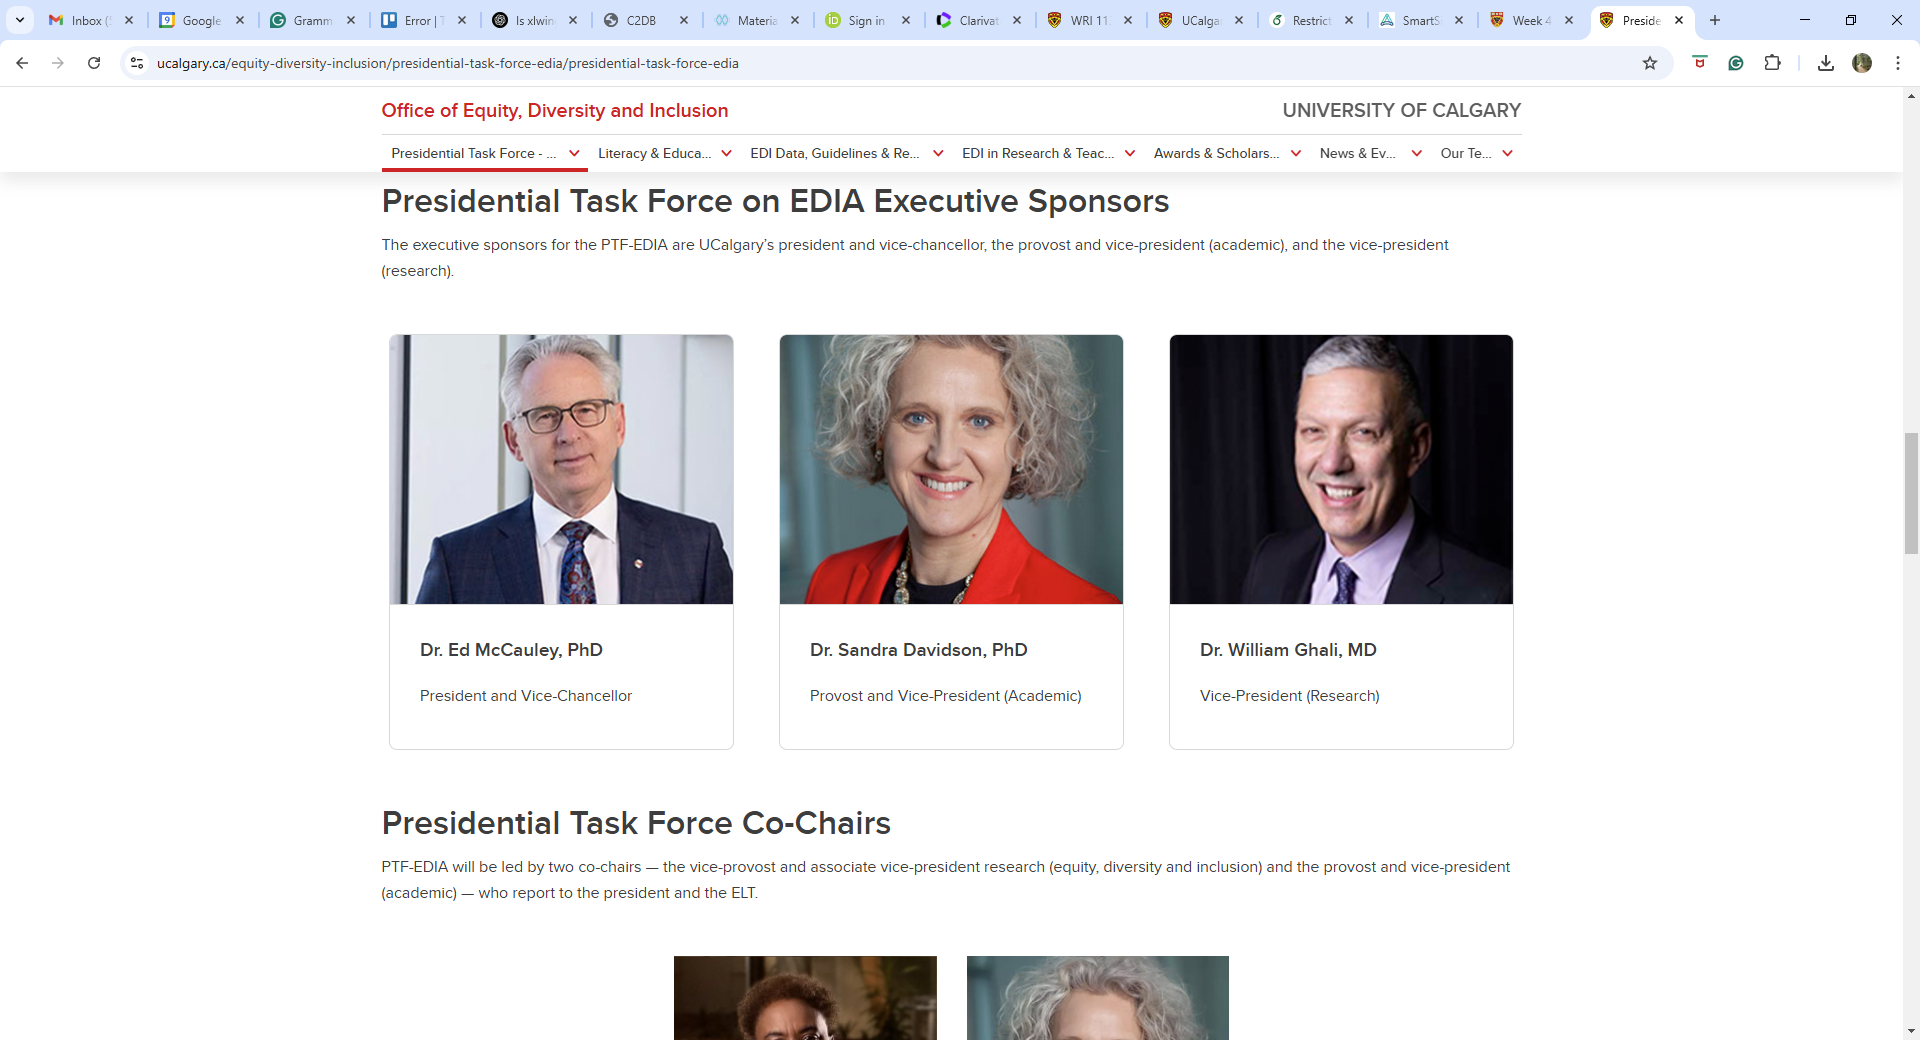 Inbox (
Google
Gramm
Error | T
Is xlwin
C2DB
Materia
Sign in
Clarivat
WRI 11
UCalga
Restrict
SmartS
Week 4
Preside
ucalgary.ca/equity-diversity-inclusion/presidential-task-force-edia/presidential-task-force-edia
Office of Equity, Diversity and Inclusion
UNIVERSITY OF CALGARY
Presidential Task Force - ...
Literacy & Educa...
EDI Data, Guidelines & Re...
EDI in Research & Teac...
Awards & Scholars...
News & Ev...
Our Te...
Presidential Task Force on EDIA Executive Sponsors
The executive sponsors for the PTF-EDIA are UCalgary’s president and vice-chancellor, the provost and vice-president (academic), and the vice-president
(research).
Dr. Ed McCauley, PhD
President and Vice-Chancellor
Dr. Sandra Davidson, PhD
Provost and Vice-President (Academic)
Dr. William Ghali, MD
Vice-President (Research)
Presidential Task Force Co-Chairs
PTF-EDIA will be led by two co-chairs — the vice-provost and associate vice-president research (equity, diversity and inclusion) and the provost and vice-president
(academic) — who report to the president and the ELT.